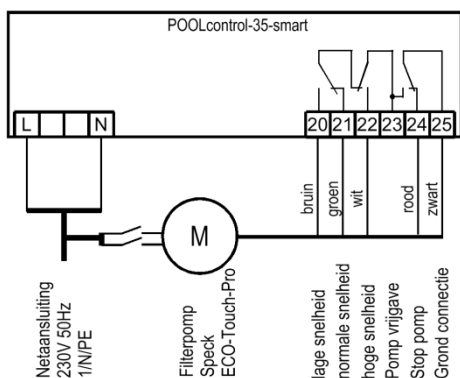 POOLcontrol-35-smart
L N 20 21 22 23 24 25
bruin
groen
wit
rood
zwart
M
Netaansluiting
230V 50Hz
1/N/PE
Filterpomp
Speck
ECO-Touch-Pro
lage snelheid
normale snelheid
hoge snelheid
Pomp vrijgave
Stop pomp
Grond connectie